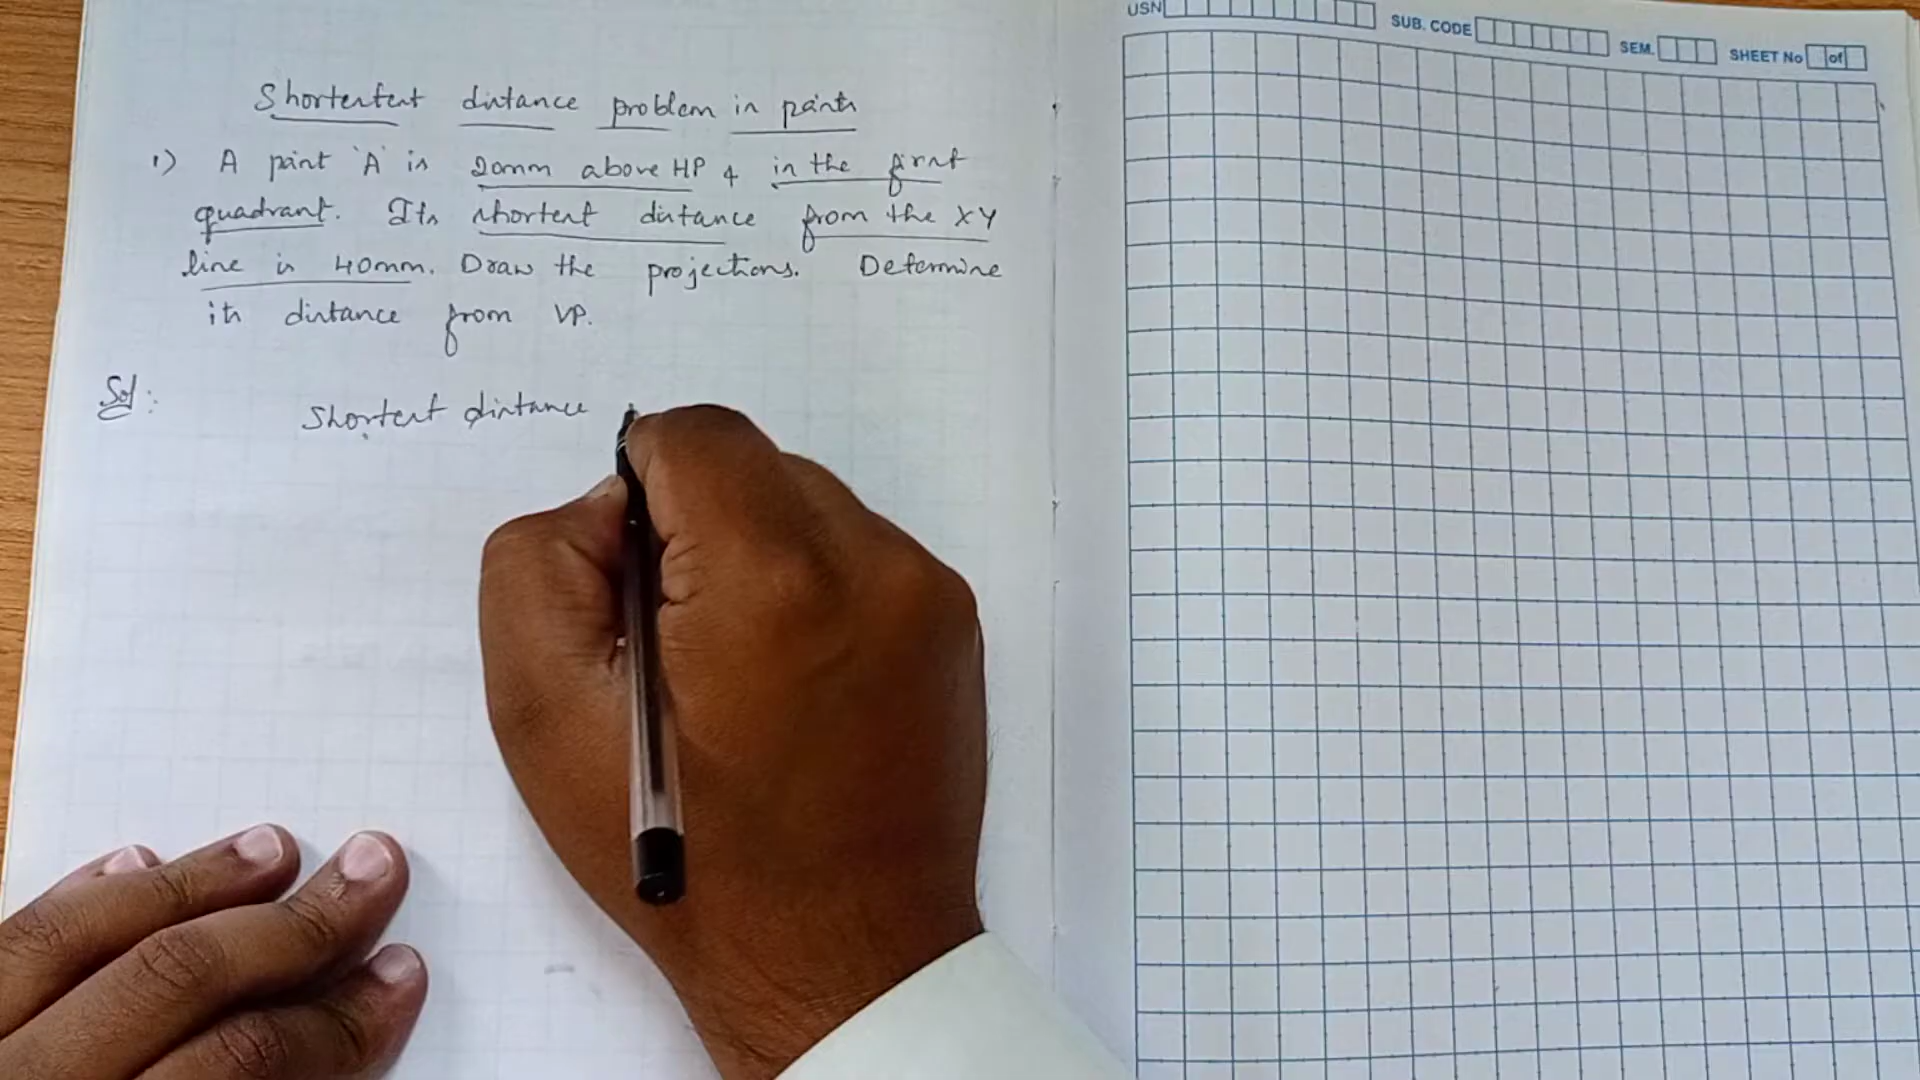 Shortertest distance problem in points
1) A point 'A' is 20mm above HP & in the first
quadrant. Its shortest distance from the XY
line is 40mm. Draw the projections. Determine
its distance from VP.
Sol:
Shortest distance
USN
SUB. CODE
SEM.
SHEET No of